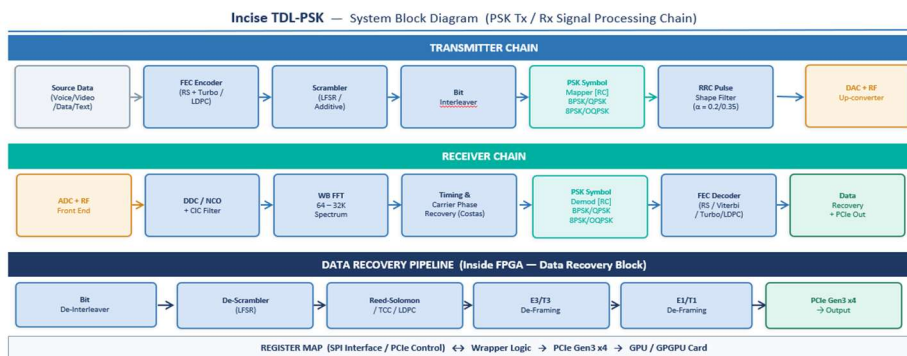 Incise TDL-PSK — System Block Diagram (PSK Tx / Rx Signal Processing Chain)
TRANSMITTER CHAIN
Source Data
(Voice/Video
/Data/Text)
FEC Encoder
(RS + Turbo /
LDPC)
Scrambler
(LFSR /
Additive)
Bit
Interleaver
PSK Symbol
Mapper [RC]
BPSK/QPSK
8PSK/OQPSK
RRC Pulse
Shape Filter
(α = 0.2/0.35)
DAC + RF
Up-converter
RECEIVER CHAIN
ADC + RF
Front End
DDC / NCO
+ CIC Filter
WB FFT
64 – 32K
Spectrum
Timing &
Carrier Phase
Recovery (Costas)
PSK Symbol
Demod [RC]
BPSK/QPSK
8PSK/OQPSK
FEC Decoder
(RS / Viterbi
/ Turbo/LDPC)
Data
Recovery
+ PCIe Out
DATA RECOVERY PIPELINE (Inside FPGA — Data Recovery Block)
Bit
De-Interleaver
De-Scrambler
(LFSR)
Reed-Solomon
/ TCC / LDPC
E3/T3
De-Framing
E1/T1
De-Framing
PCIe Gen3 x4
→ Output
REGISTER MAP (SPI Interface / PCIe Control) ↔ Wrapper Logic → PCIe Gen3 x4 → GPU / GPGPU Card